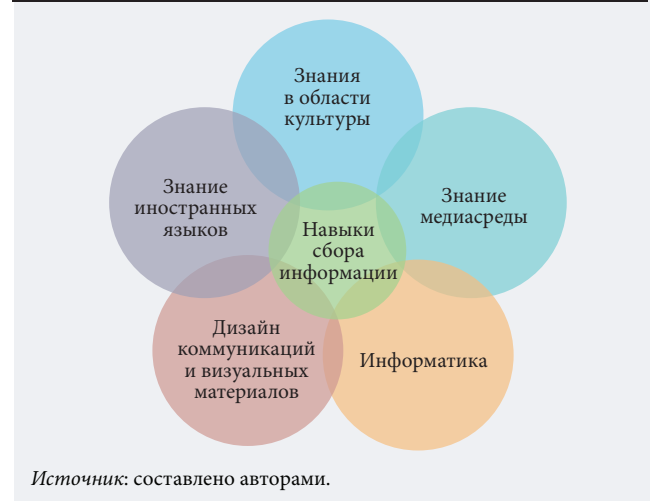 Знания
в области
культуры
Знание
иностранных
языков
Знание
медиасреды
Навыки
сбора
информации
Дизайн
коммуникаций
и визуальных
материалов
Информатика
Источник: составлено авторами.